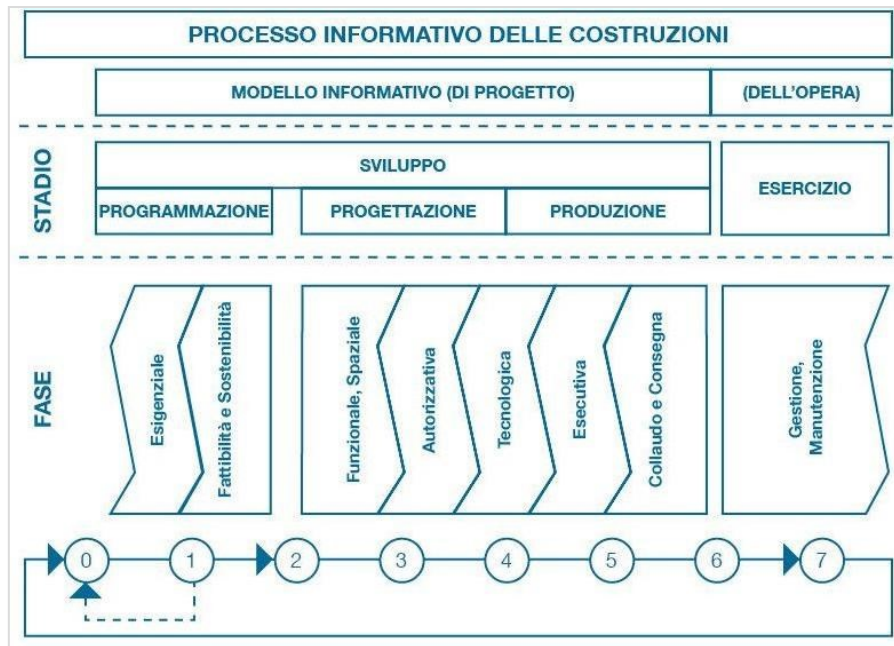 PROCESSO INFORMATIVO DELLE COSTRUZIONI
MODELLO INFORMATIVO (DI PROGETTO)
(DELL'OPERA)
STADIO
SVILUPPO
ESERCIZIO
PROGRAMMAZIONE
PROGETTAZIONE
PRODUZIONE
FASE
Esigenziale
Fattibilità e Sostenibilità
Funzionale, Spaziale
Autorizzativa
Tecnologica
Esecutiva
Collaudo e Consegna
Gestione,
Manutenzione
0
1
2
3
4
5
6
7